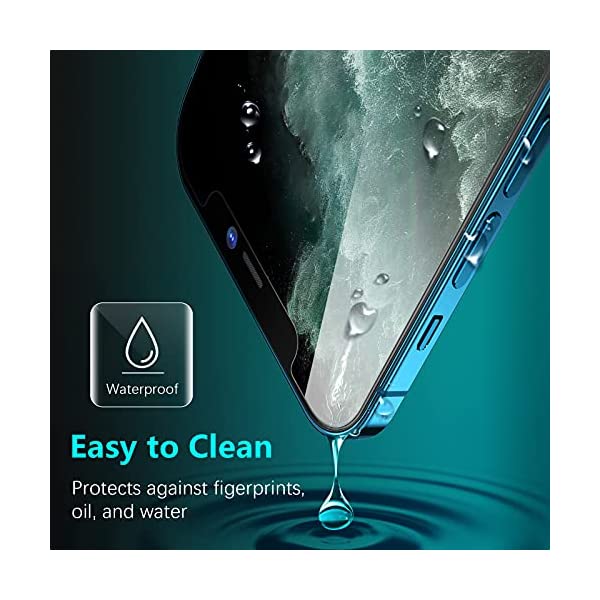 Waterproof
Easy to Clean
Protects against figerprints,
oil, and water